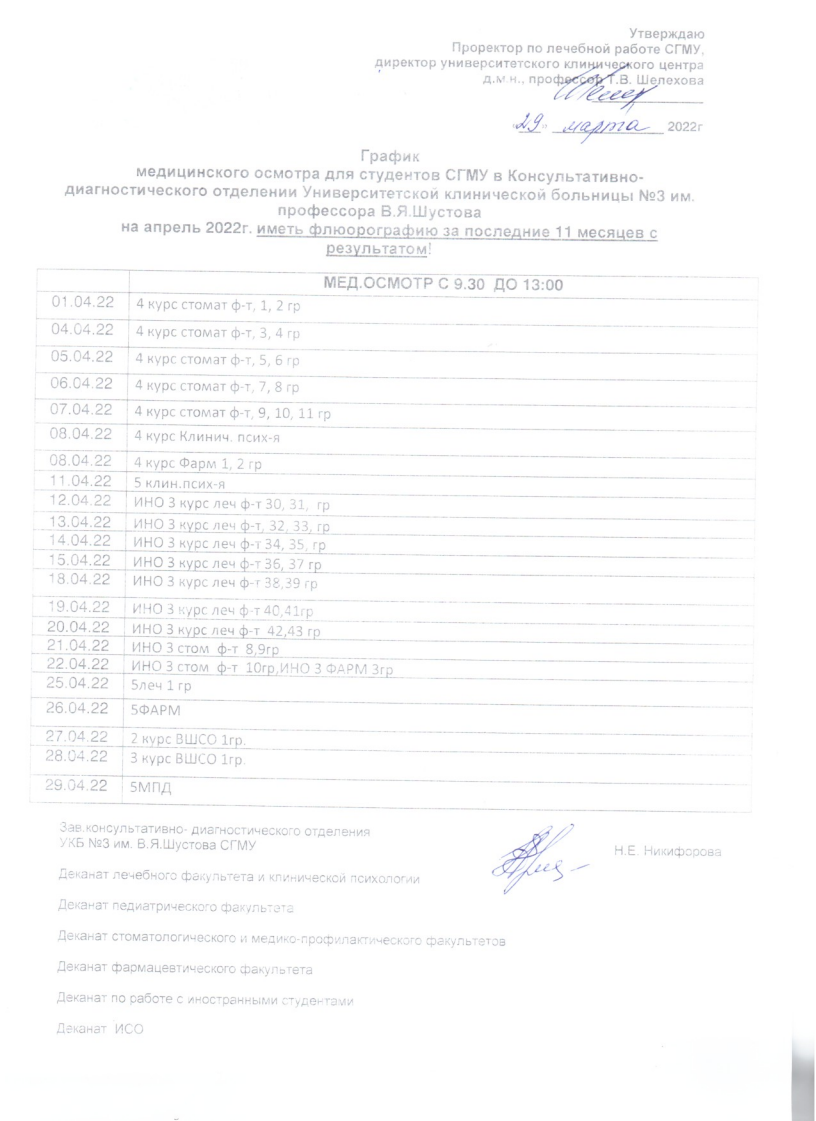 Утверждаю
Проректор по лечебной работе СГМУ,
директор университетского клинического центра
д.м.н., профессор Т.В. Шелехова
«29» марта 2022г
График
медицинского осмотра для студентов СГМУ в Консультативно-
диагностического отделении Университетской клинической больницы №3 им.
профессора В.Я.Шустова
на апрель 2022г. иметь флюорографию за последние 11 месяцев с
результатом!
МЕД.ОСМОТР С 9.30 ДО 13:00
01.04.22 4 курс стомат ф-т, 1, 2 гр
04.04.22 4 курс стомат ф-т, 3, 4 гр
05.04.22 4 курс стомат ф-т, 5, 6 гр
06.04.22 4 курс стомат ф-т, 7, 8 гр
07.04.22 4 курс стомат ф-т, 9, 10, 11 гр
08.04.22 4 курс Клинич. псих-я
08.04.22 4 курс Фарм 1, 2 гр
11.04.22 5 клин.псих-я
12.04.22 ИНО 3 курс леч ф-т 30, 31, гр
13.04.22 ИНО 3 курс леч ф-т, 32, 33, гр
14.04.22 ИНО 3 курс леч ф-т 34, 35, гр
15.04.22 ИНО 3 курс леч ф-т 36, 37 гр
18.04.22 ИНО 3 курс леч ф-т 38,39 гр
19.04.22 ИНО 3 курс леч ф-т 40,41гр
20.04.22 ИНО 3 курс леч ф-т 42,43 гр
21.04.22 ИНО 3 стом ф-т 8,9гр
22.04.22 ИНО 3 стом ф-т 10гр,ИНО 3 ФАРМ 3гр
25.04.22 5леч 1 гр
26.04.22 5ФАРМ
27.04.22 2 курс ВШСО 1гр.
28.04.22 3 курс ВШСО 1гр.
29.04.22 5МПД
Зав.консультативно- диагностического отделения
УКБ №3 им. В.Я.Шустова СГМУ Н.Е. Никифорова
Деканат лечебного факультета и клинической психологии
Деканат педиатрического факультета
Деканат стоматологического и медико-профилактического факультетов
Деканат фармацевтического факультета
Деканат по работе с иностранными студентами
Деканат ИСО